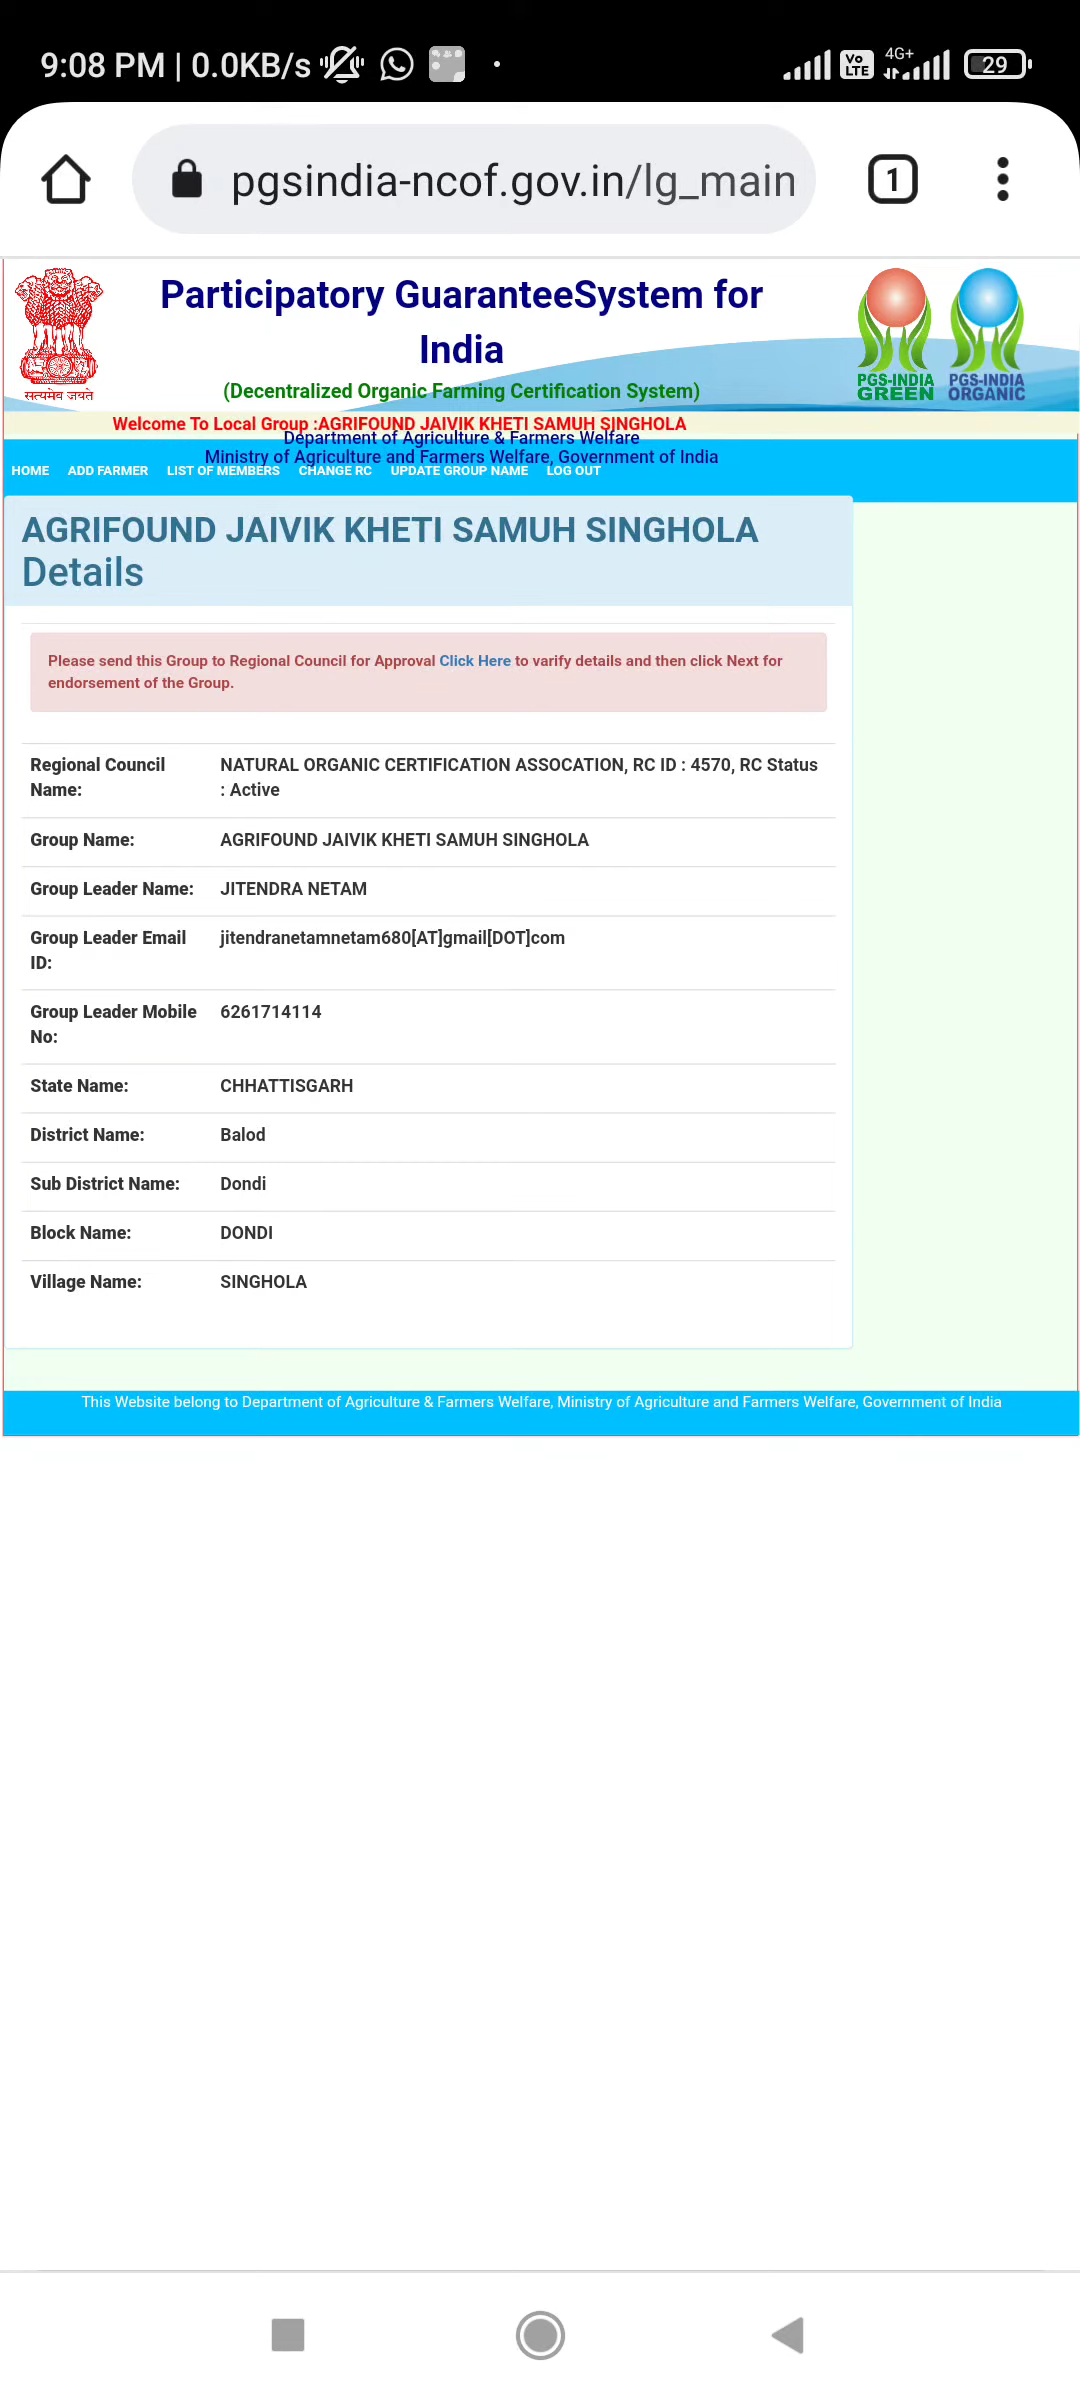 9:08 PM | 0.0KB/s
Vo LTE
4G+
29
pgsindia-ncof.gov.in/lg_main
1
Participatory GuaranteeSystem for
India
(Decentralized Organic Farming Certification System)
सत्यमेव जयते
PGS-INDIA GREEN
PGS-INDIA ORGANIC
Welcome To Local Group :AGRIFOUND JAIVIK KHETI SAMUH SINGHOLA
Department of Agriculture & Farmers Welfare
Ministry of Agriculture and Farmers Welfare, Government of India
HOME ADD FARMER LIST OF MEMBERS CHANGE RC UPDATE GROUP NAME LOG OUT
AGRIFOUND JAIVIK KHETI SAMUH SINGHOLA
Details
Please send this Group to Regional Council for Approval Click Here to varify details and then click Next for
endorsement of the Group.
Regional Council Name: NATURAL ORGANIC CERTIFICATION ASSOCATION, RC ID : 4570, RC Status : Active
Group Name: AGRIFOUND JAIVIK KHETI SAMUH SINGHOLA
Group Leader Name: JITENDRA NETAM
Group Leader Email ID: jitendranetamnetam680[AT]gmail[DOT]com
Group Leader Mobile No: 6261714114
State Name: CHHATTISGARH
District Name: Balod
Sub District Name: Dondi
Block Name: DONDI
Village Name: SINGHOLA
This Website belong to Department of Agriculture & Farmers Welfare, Ministry of Agriculture and Farmers Welfare, Government of India